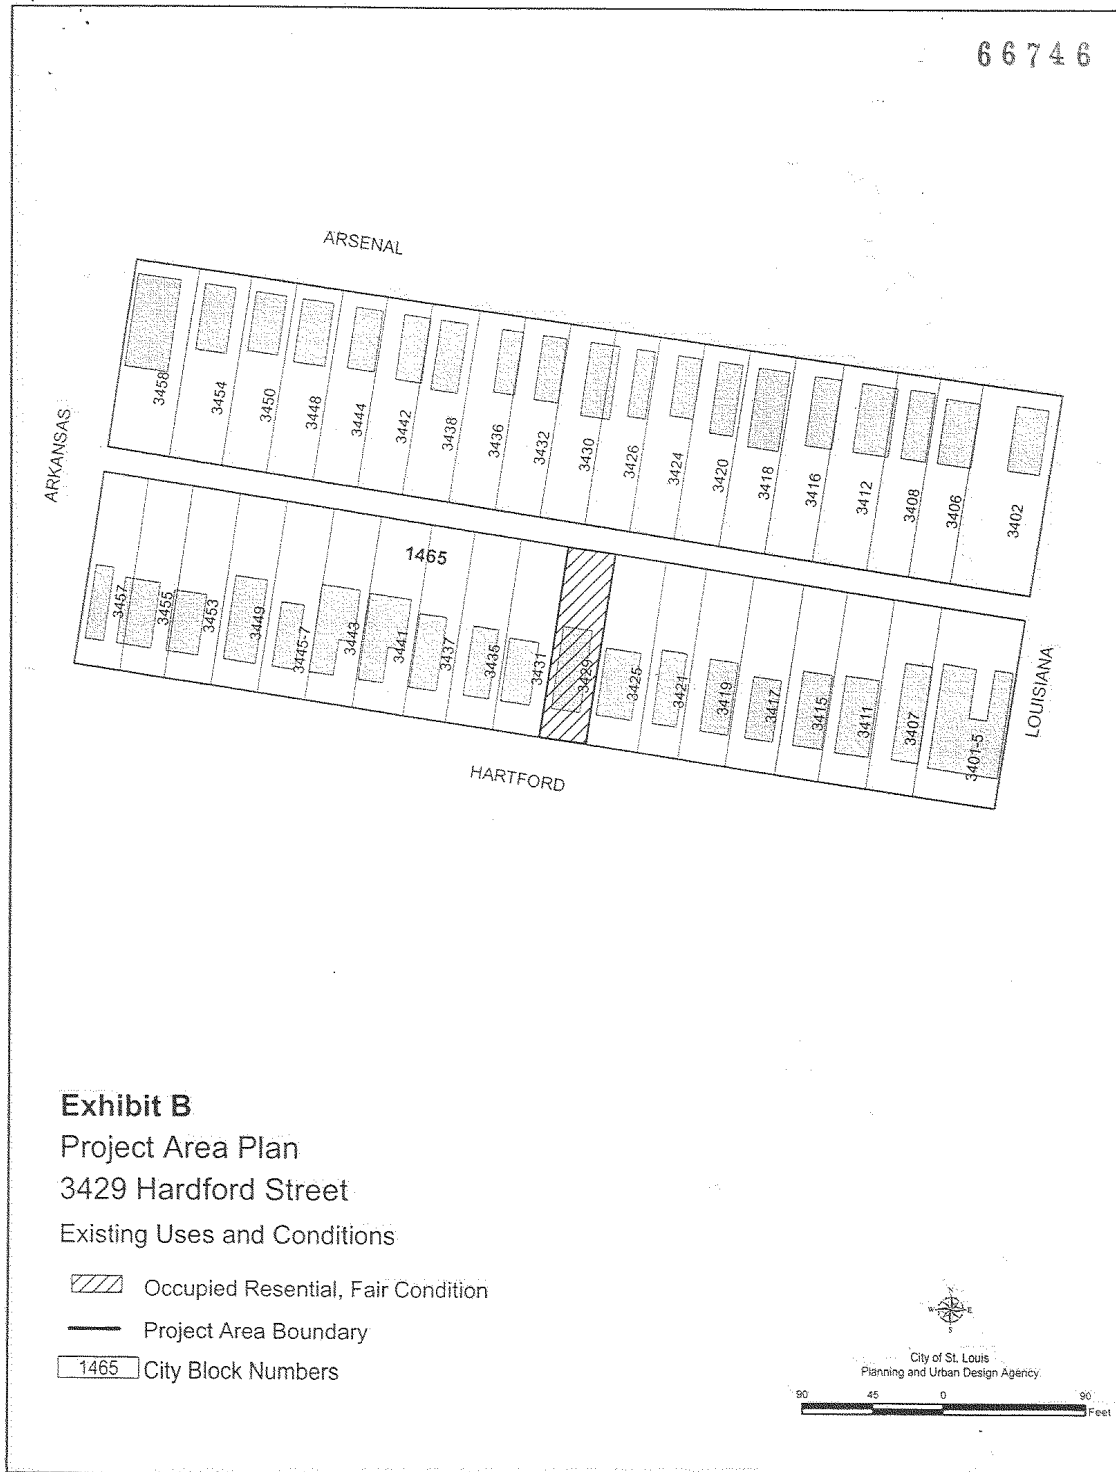 66746
ARSENAL
ARKANSAS
3458
3454
3450
3448
3444
3442
3438
3436
3432
3430
3426
3424
3420
3418
3416
3412
3408
3406
3402
1465
3457
3455
3453
3449
3445-7
3443
3441
3437
3435
3431
3429
3425
3421
3419
3417
3415
3411
3407
3401-5
LOUISIANA
HARTFORD
Exhibit B
Project Area Plan
3429 Hardford Street
Existing Uses and Conditions
Occupied Resential, Fair Condition
Project Area Boundary
1465 City Block Numbers
N
W E
S
City of St. Louis
Planning and Urban Design Agency
90 45 0 90
Feet